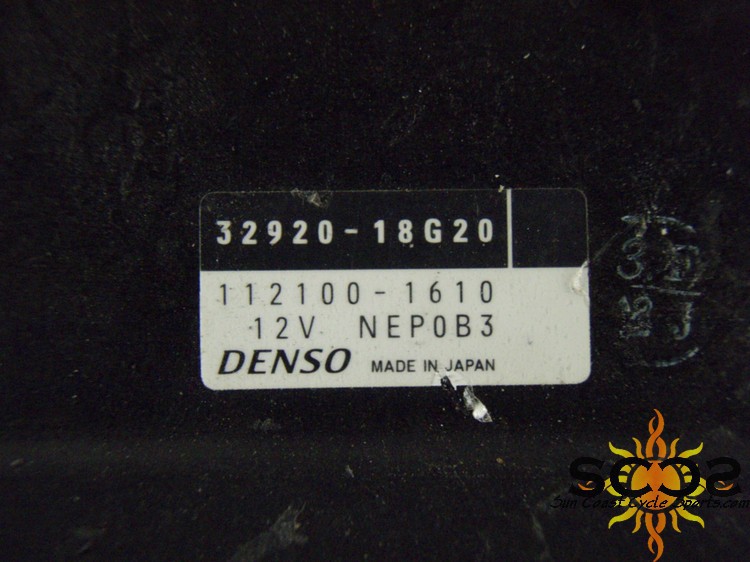 32920-18G20
112100-1610
12V NEP0B3
DENSO MADE IN JAPAN
SCCS
Sun Coast Cycle Sports.com